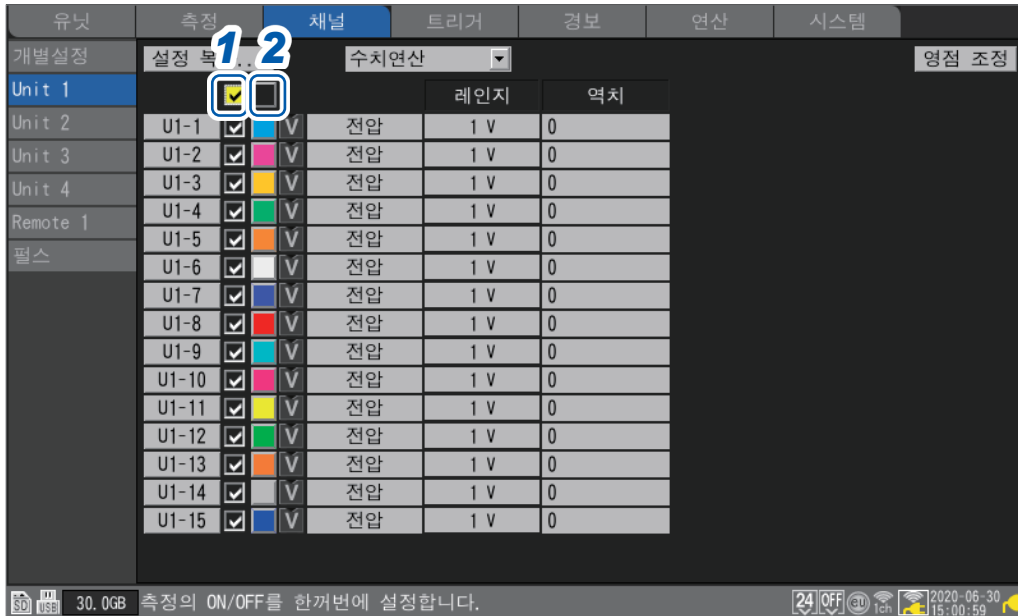 유닛 측정 채널 트리거 경보 연산 시스템
개별설정 설정 복... 수치연산 영점 조정
1 2
Unit 1 레인지 역치
Unit 2 U1-1 V 전압 1 V 0
U1-2 V 전압 1 V 0
Unit 3 U1-3 V 전압 1 V 0
Unit 4 U1-4 V 전압 1 V 0
Remote 1 U1-5 V 전압 1 V 0
펄스 U1-6 V 전압 1 V 0
U1-7 V 전압 1 V 0
U1-8 V 전압 1 V 0
U1-9 V 전압 1 V 0
U1-10 V 전압 1 V 0
U1-11 V 전압 1 V 0
U1-12 V 전압 1 V 0
U1-13 V 전압 1 V 0
U1-14 V 전압 1 V 0
U1-15 V 전압 1 V 0
SD USB 30.0GB 측정의 ON/OFF를 한꺼번에 설정합니다. 24 OFF eu 1ch 2020-06-30
15:00:59